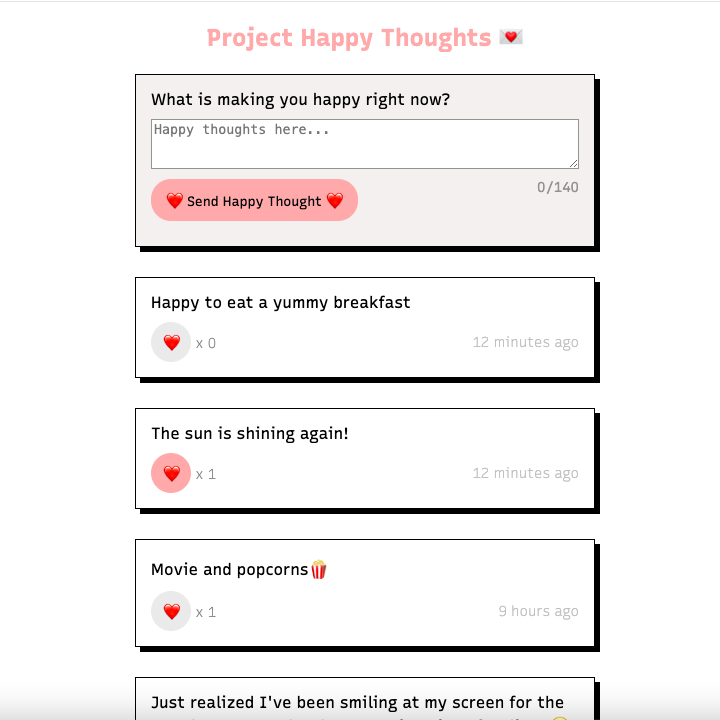 Project Happy Thoughts 💌
What is making you happy right now?
Happy thoughts here...
0/140
❤️ Send Happy Thought ❤️
Happy to eat a yummy breakfast
❤️ x 0 12 minutes ago
The sun is shining again!
❤️ x 1 12 minutes ago
Movie and popcorns🍿
❤️ x 1 9 hours ago
Just realized I've been smiling at my screen for the